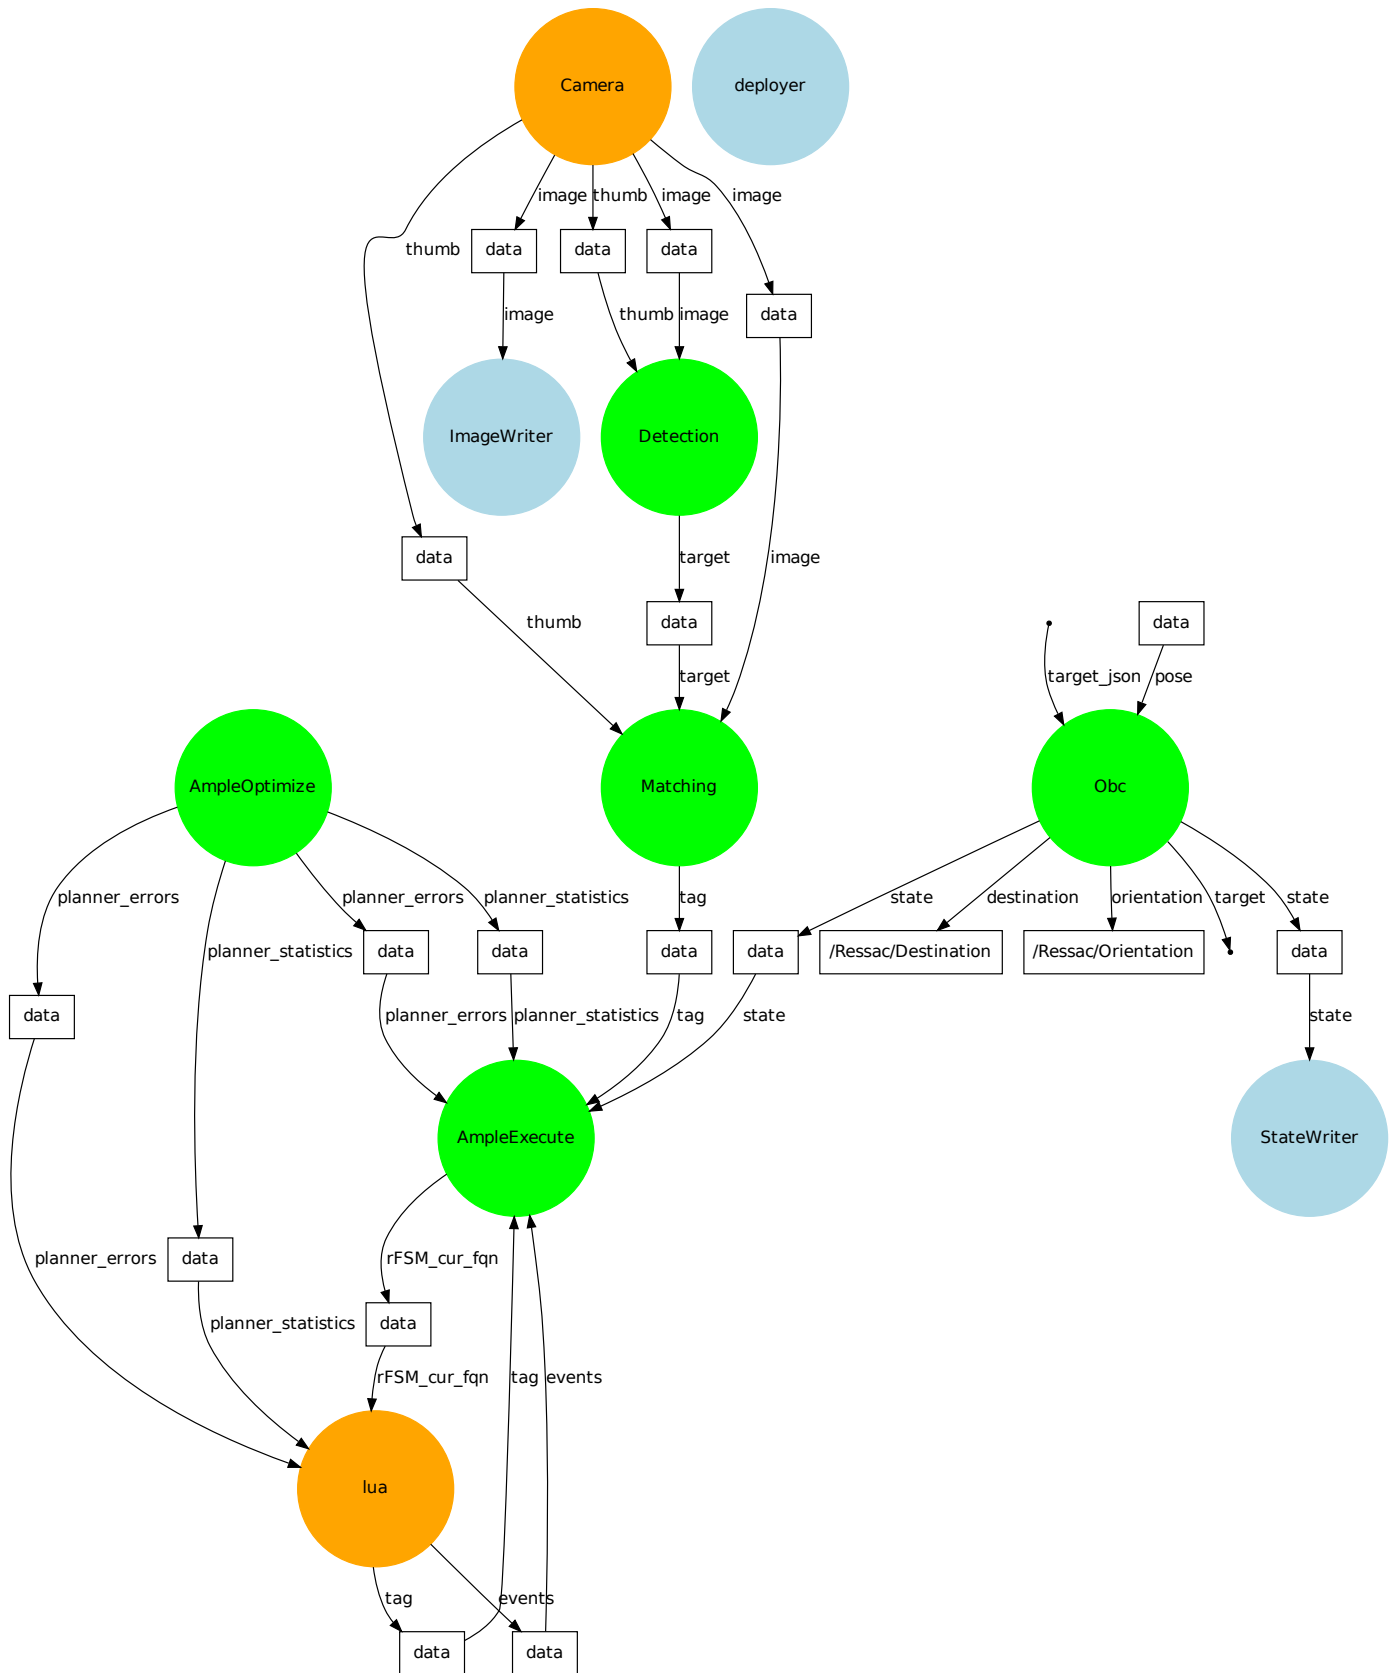 Camera
deployer
image
thumb
image
image
thumb
data
data
data
data
image
thumb
image
ImageWriter
Detection
data
target
image
thumb
data
data
target_json
pose
target
AmpleOptimize
Matching
Obc
planner_errors
planner_errors
planner_statistics
tag
state
destination
orientation
target
state
planner_statistics
data
data
data
data
/Ressac/Destination
/Ressac/Orientation
data
data
planner_errors
planner_statistics
tag
state
state
AmpleExecute
StateWriter
planner_errors
data
rFSM_cur_fqn
planner_statistics
data
rFSM_cur_fqn
tag
events
lua
tag
events
data
data